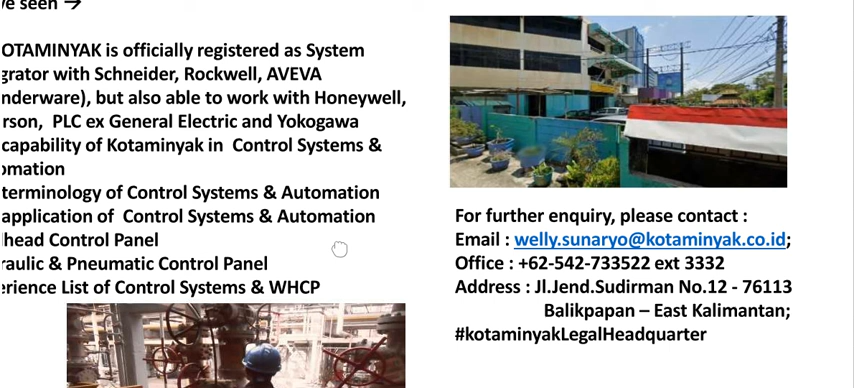 ve seen →
OTAMINYAK is officially registered as System
grator with Schneider, Rockwell, AVEVA
nderware), but also able to work with Honeywell,
rson, PLC ex General Electric and Yokogawa
capability of Kotaminyak in Control Systems &
omation
terminology of Control Systems & Automation
application of Control Systems & Automation
lhead Control Panel
raulic & Pneumatic Control Panel
erience List of Control Systems & WHCP
For further enquiry, please contact :
Email : welly.sunaryo@kotaminyak.co.id;
Office : +62-542-733522 ext 3332
Address : Jl.Jend.Sudirman No.12 - 76113
Balikpapan – East Kalimantan;
#kotaminyakLegalHeadquarter